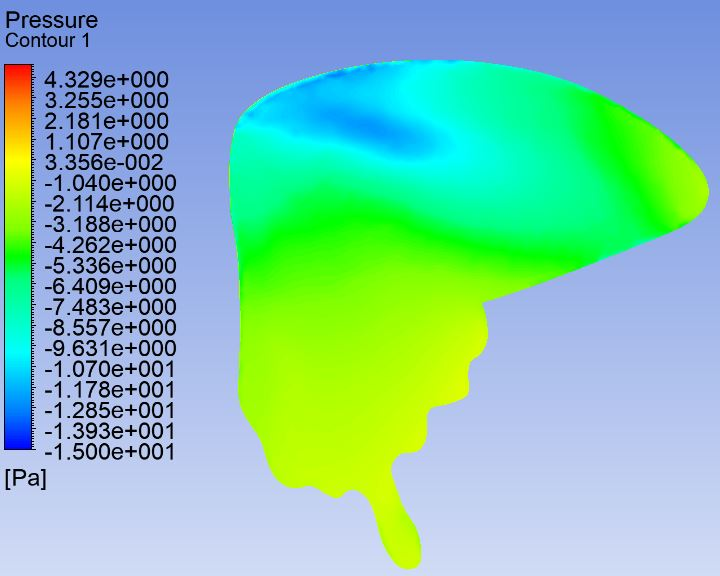 Pressure
Contour 1
4.329e+000
3.255e+000
2.181e+000
1.107e+000
3.356e-002
-1.040e+000
-2.114e+000
-3.188e+000
-4.262e+000
-5.336e+000
-6.409e+000
-7.483e+000
-8.557e+000
-9.631e+000
-1.070e+001
-1.178e+001
-1.285e+001
-1.393e+001
-1.500e+001
[Pa]